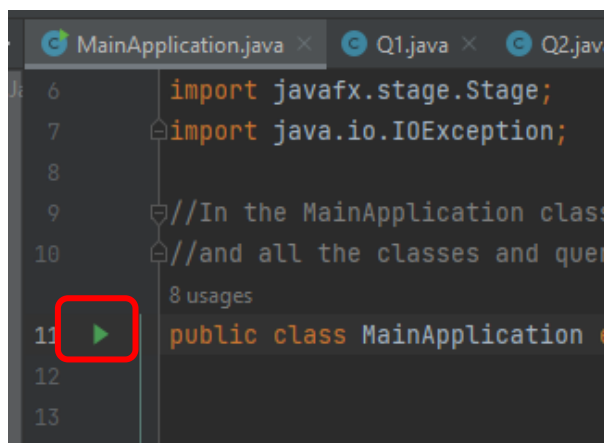 MainApplication.java Q1.java Q2.java
6 import javafx.stage.Stage;
7 import java.io.IOException;
8
9 //In the MainApplication class
10 //and all the classes and quer
8 usages
11 public class MainApplication e
12
13